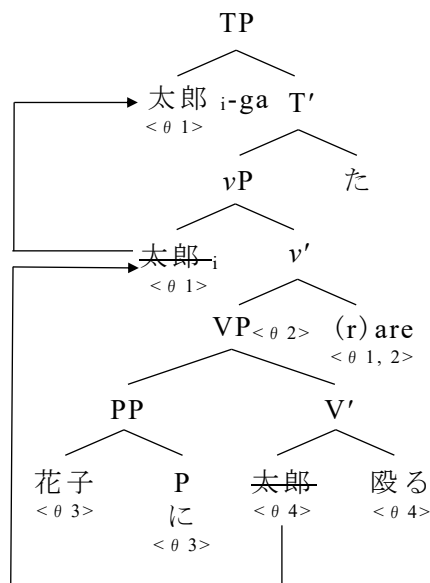 TP
太郎 i-ga T′
<θ 1>
vP た
太郎 i v′
<θ 1>
VP<θ 2> (r)are
<θ 1, 2>
PP V′
花子 P 太郎 殴る
<θ 3> に <θ 4> <θ 4>
<θ 3>